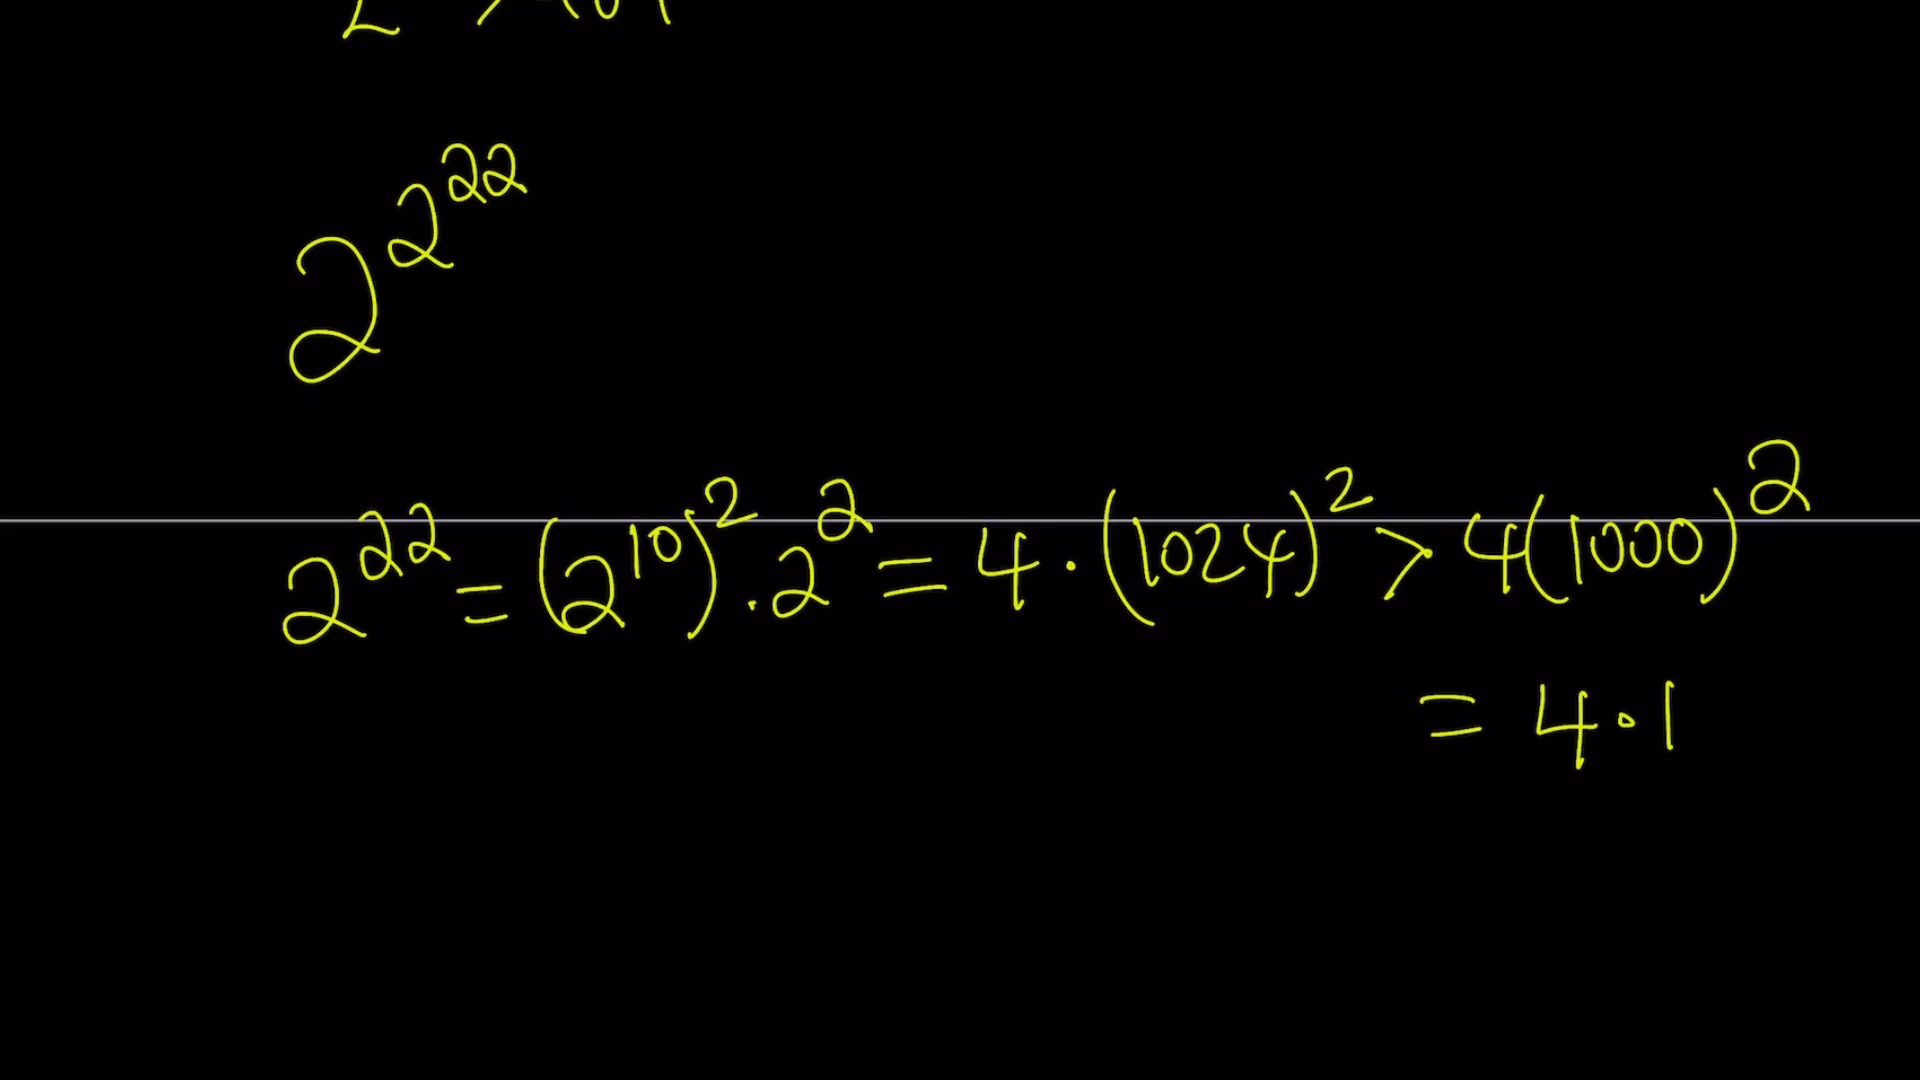 2^2^22
2^22 = (2^10)^2 . 2^2 = 4 · (1024)^2 > 4(1000)^2
= 4 · 1